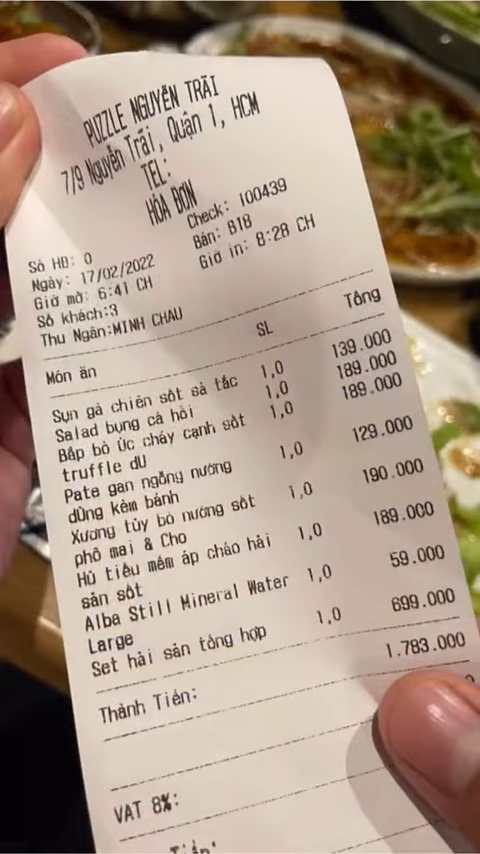 PUZZLE NGUYỄN TRÃI
7/9 Nguyễn Trãi, Quận 1, HCM
TEL:
HÓA ĐƠN
Check: 100439
Số HĐ: 0
Bàn: B18
Ngày: 17/02/2022
Giờ in: 8:28 CH
Giờ mở: 6:41 CH
Số khách:3
Thu Ngân:MINH CHAU
Món ăn SL Tổng
Sụn gà chiên sốt sả tắc 1,0 139.000
Salad bụng cá hồi 1,0 189.000
Bắp bò Úc cháy cạnh sốt 1,0 189.000
truffle dU
Pate gan ngỗng nướng 1,0 129.000
dùng kèm bánh
Xương tủy bò nướng sốt 1,0 190.000
phô mai & Cho
Hủ tiếu mềm áp chảo hải 1,0 189.000
sản sốt
Alba Still Mineral Water 1,0 59.000
Large
Set hải sản tổng hợp 1,0 699.000
Thành Tiền: 1.783.000
VAT 8%: